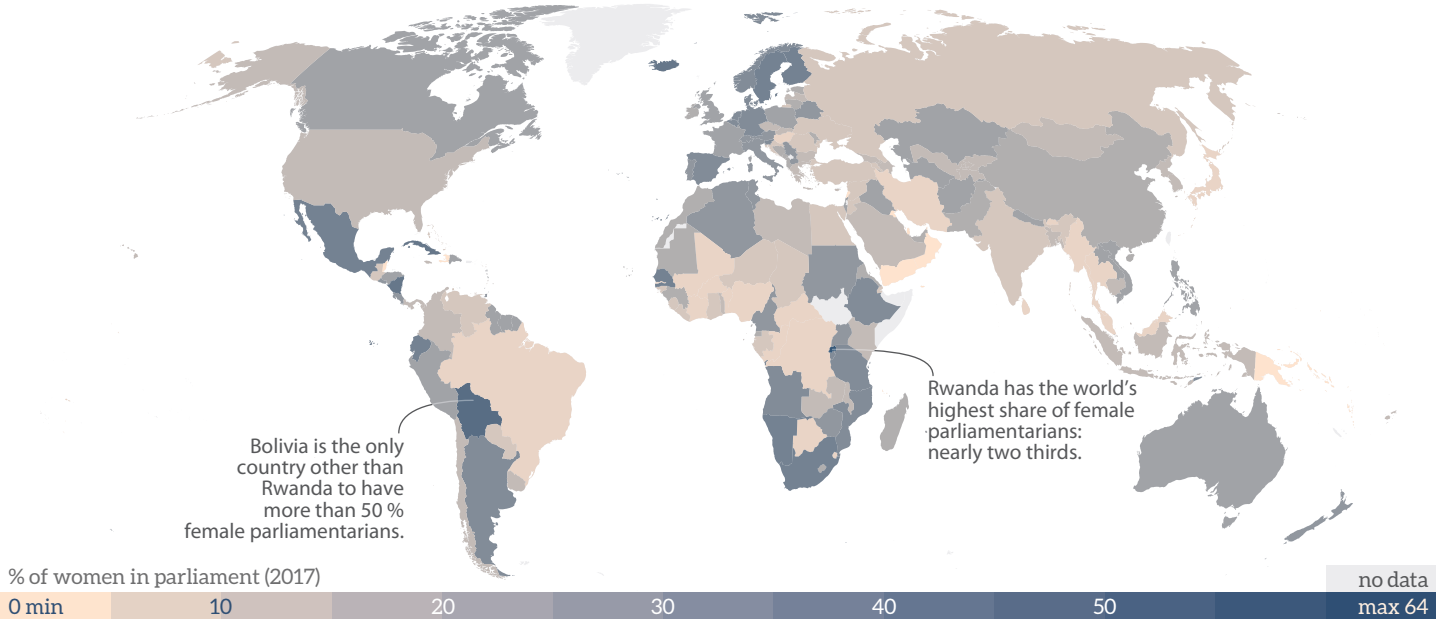 Rwanda has the world's
highest share of female
parliamentarians:
nearly two thirds.
Bolivia is the only
country other than
Rwanda to have
more than 50 %
female parliamentarians.
% of women in parliament (2017)
no data
0 min 10 20 30 40 50 max 64